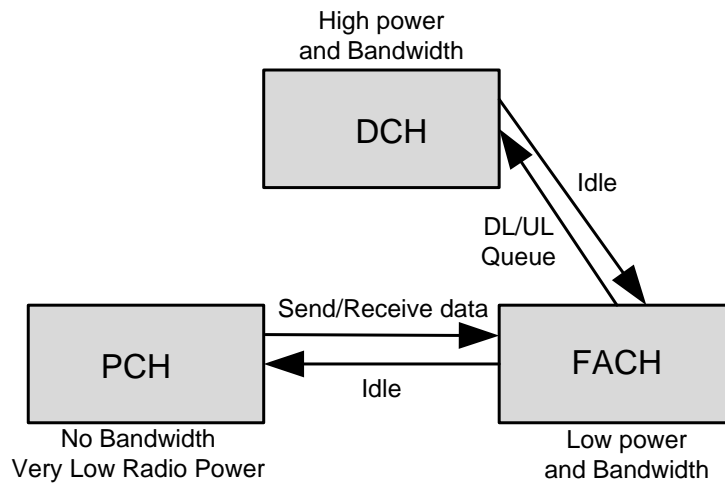 High power
and Bandwidth
DCH
Idle
DL/UL
Queue
Send/Receive data
PCH
FACH
Idle
No Bandwidth
Very Low Radio Power
Low power
and Bandwidth